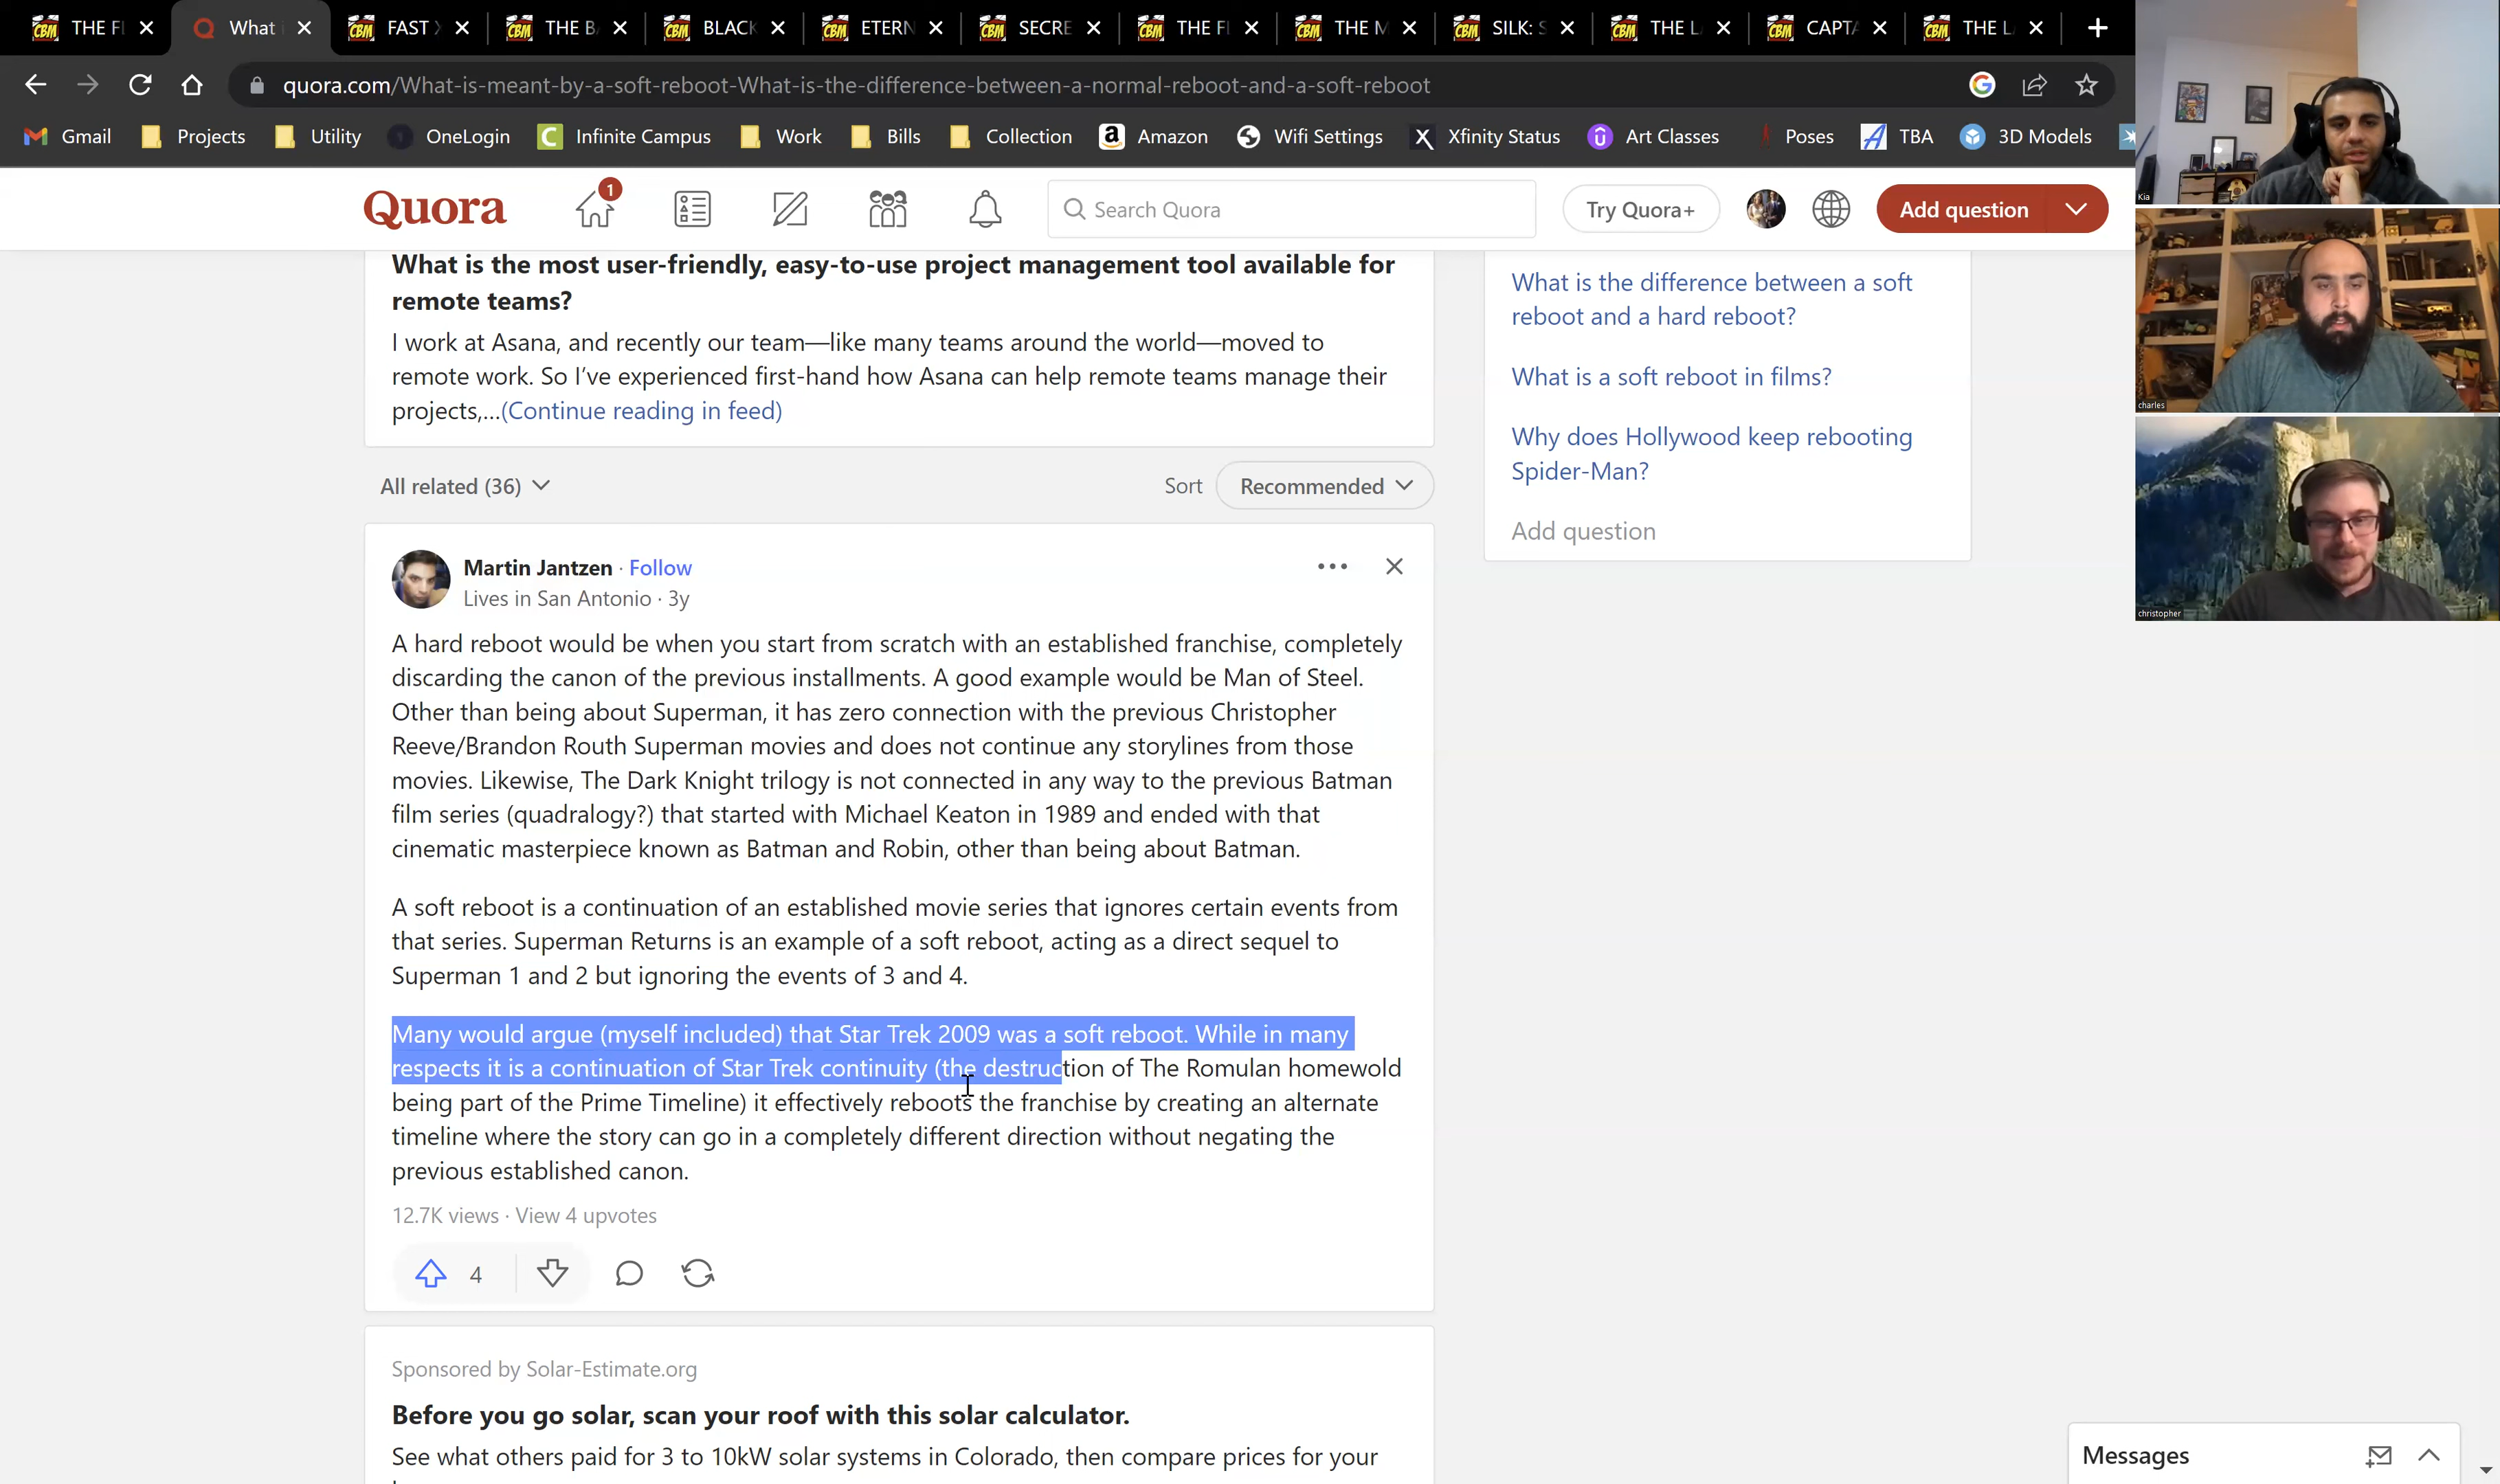 THE FI
What i
FAST X
THE BA
BLACK
ETERN
SECRE
THE FI
THE M
SILK: S
THE L
CAPTA
THE L
quora.com/What-is-meant-by-a-soft-reboot-What-is-the-difference-between-a-normal-reboot-and-a-soft-reboot
Gmail Projects Utility OneLogin Infinite Campus Work Bills Collection Amazon Wifi Settings Xfinity Status Art Classes Poses TBA 3D Models
Kia
charles
christopher
Quora 1 Search Quora Try Quora+ Add question
What is the most user-friendly, easy-to-use project management tool available for
remote teams?
I work at Asana, and recently our team—like many teams around the world—moved to
remote work. So I've experienced first-hand how Asana can help remote teams manage their
projects,...(Continue reading in feed)
What is the difference between a soft
reboot and a hard reboot?
What is a soft reboot in films?
Why does Hollywood keep rebooting
Spider-Man?
Add question
All related (36) Sort Recommended
Martin Jantzen · Follow
Lives in San Antonio · 3y
A hard reboot would be when you start from scratch with an established franchise, completely
discarding the canon of the previous installments. A good example would be Man of Steel.
Other than being about Superman, it has zero connection with the previous Christopher
Reeve/Brandon Routh Superman movies and does not continue any storylines from those
movies. Likewise, The Dark Knight trilogy is not connected in any way to the previous Batman
film series (quadralogy?) that started with Michael Keaton in 1989 and ended with that
cinematic masterpiece known as Batman and Robin, other than being about Batman.
A soft reboot is a continuation of an established movie series that ignores certain events from
that series. Superman Returns is an example of a soft reboot, acting as a direct sequel to
Superman 1 and 2 but ignoring the events of 3 and 4.
Many would argue (myself included) that Star Trek 2009 was a soft reboot. While in many
respects it is a continuation of Star Trek continuity (the destruction of The Romulan homewold
being part of the Prime Timeline) it effectively reboots the franchise by creating an alternate
timeline where the story can go in a completely different direction without negating the
previous established canon.
12.7K views · View 4 upvotes
4
Sponsored by Solar-Estimate.org
Before you go solar, scan your roof with this solar calculator.
See what others paid for 3 to 10kW solar systems in Colorado, then compare prices for your
Messages